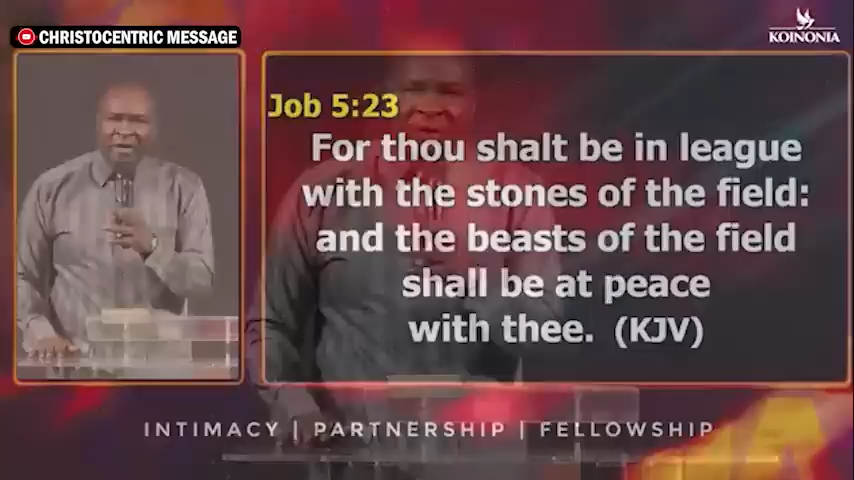 CHRISTOCENTRIC MESSAGE
KOINONIA
Job 5:23
For thou shalt be in league
with the stones of the field:
and the beasts of the field
shall be at peace
with thee. (KJV)
INTIMACY | PARTNERSHIP | FELLOWSHIP